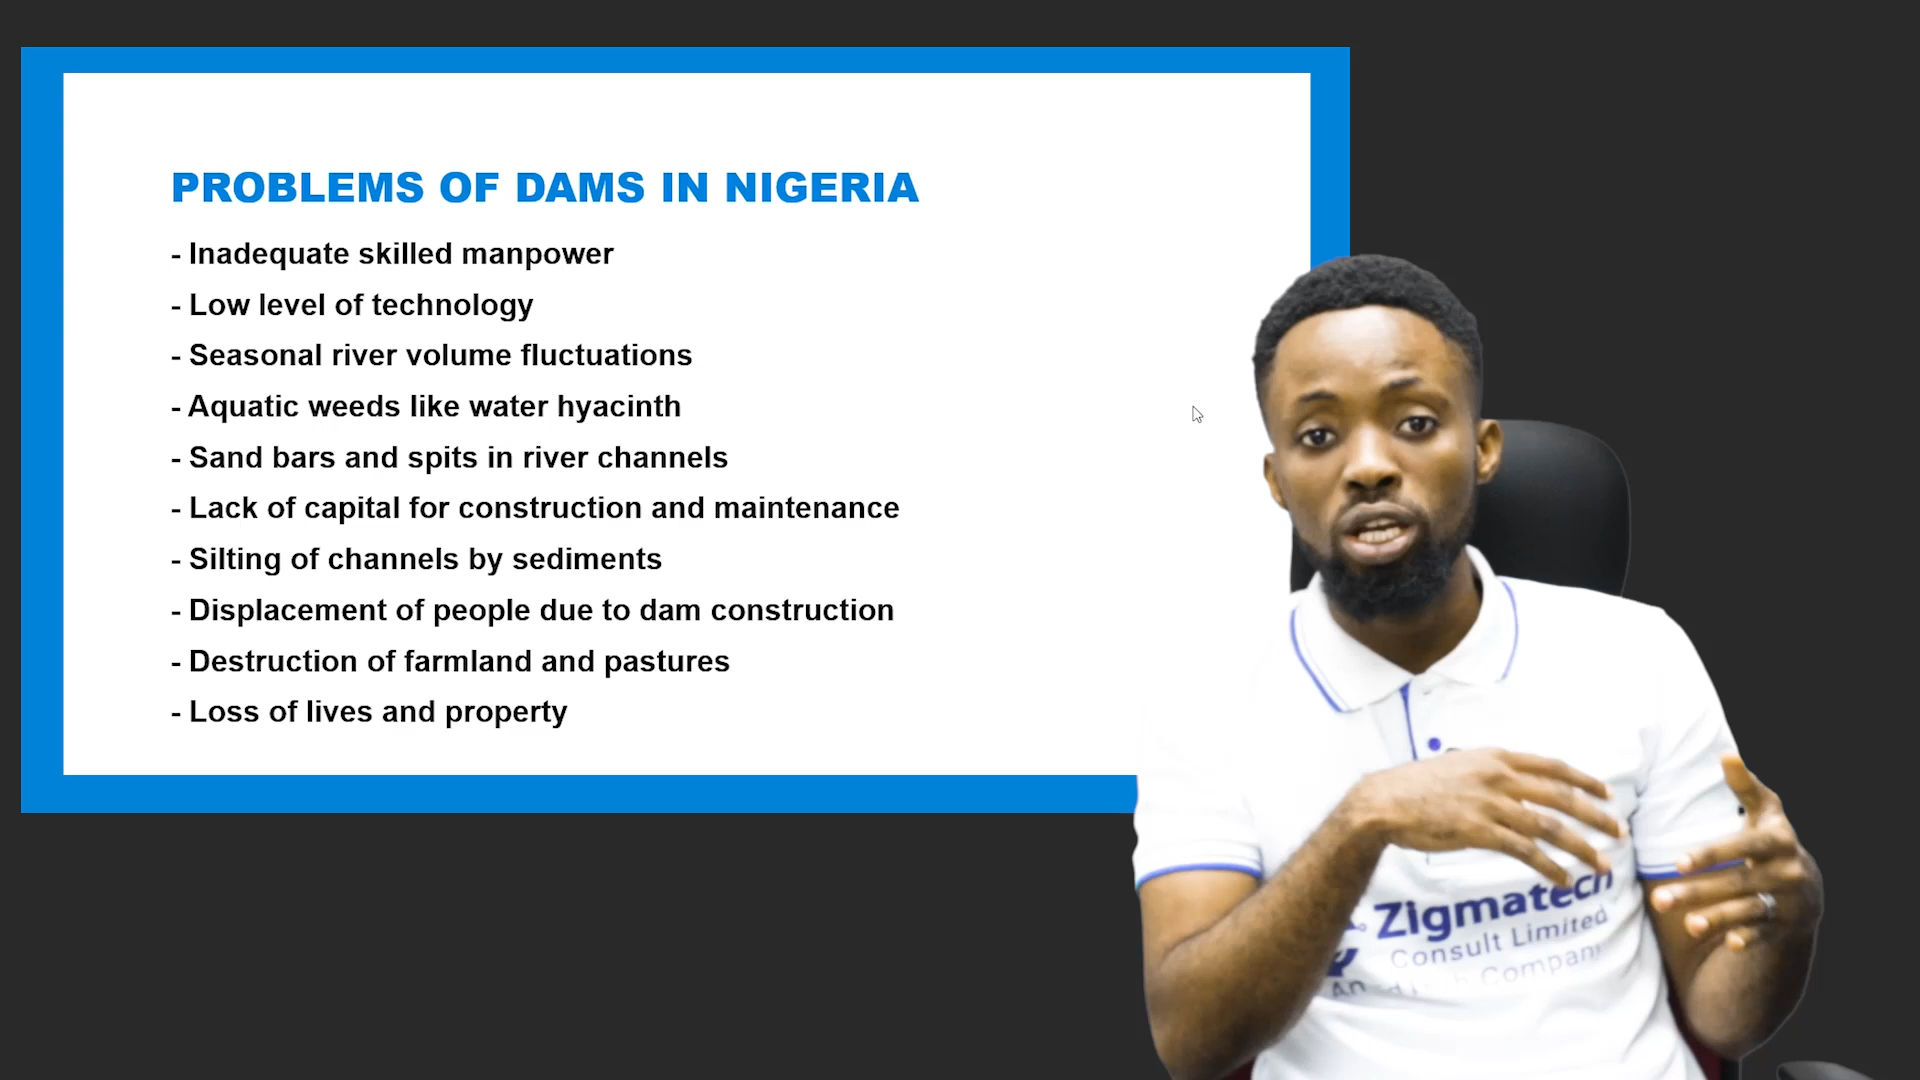 PROBLEMS OF DAMS IN NIGERIA
- Inadequate skilled manpower
- Low level of technology
- Seasonal river volume fluctuations
- Aquatic weeds like water hyacinth
- Sand bars and spits in river channels
- Lack of capital for construction and maintenance
- Silting of channels by sediments
- Displacement of people due to dam construction
- Destruction of farmland and pastures
- Loss of lives and property
Zigmatech
Consult Limited
An Company